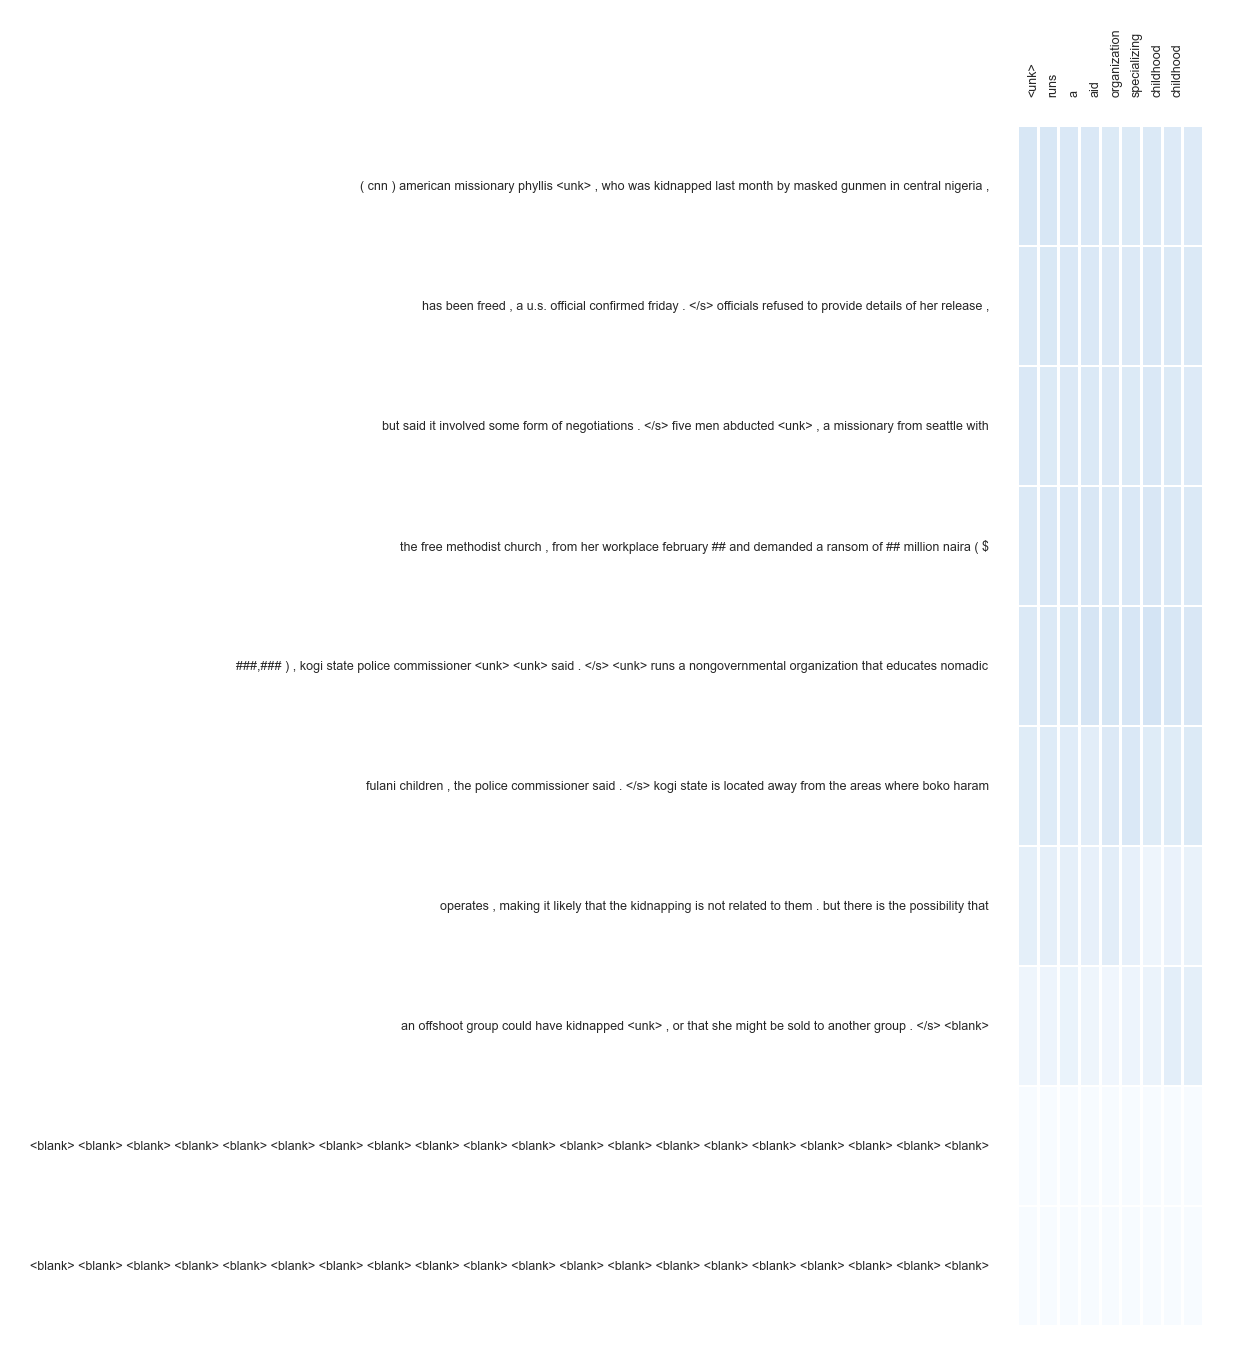 <unk>
runs
a
aid
organization
specializing
childhood
childhood
( cnn ) american missionary phyllis <unk> , who was kidnapped last month by masked gunmen in central nigeria ,
has been freed , a u.s. official confirmed friday . </s> officials refused to provide details of her release ,
but said it involved some form of negotiations . </s> five men abducted <unk> , a missionary from seattle with
the free methodist church , from her workplace february ## and demanded a ransom of ## million naira ( $
###,### ) , kogi state police commissioner <unk> <unk> said . </s> <unk> runs a nongovernmental organization that educates nomadic
fulani children , the police commissioner said . </s> kogi state is located away from the areas where boko haram
operates , making it likely that the kidnapping is not related to them . but there is the possibility that
an offshoot group could have kidnapped <unk> , or that she might be sold to another group . </s> <blank>
<blank> <blank> <blank> <blank> <blank> <blank> <blank> <blank> <blank> <blank> <blank> <blank> <blank> <blank> <blank> <blank> <blank> <blank> <blank> <blank>
<blank> <blank> <blank> <blank> <blank> <blank> <blank> <blank> <blank> <blank> <blank> <blank> <blank> <blank> <blank> <blank> <blank> <blank> <blank> <blank>